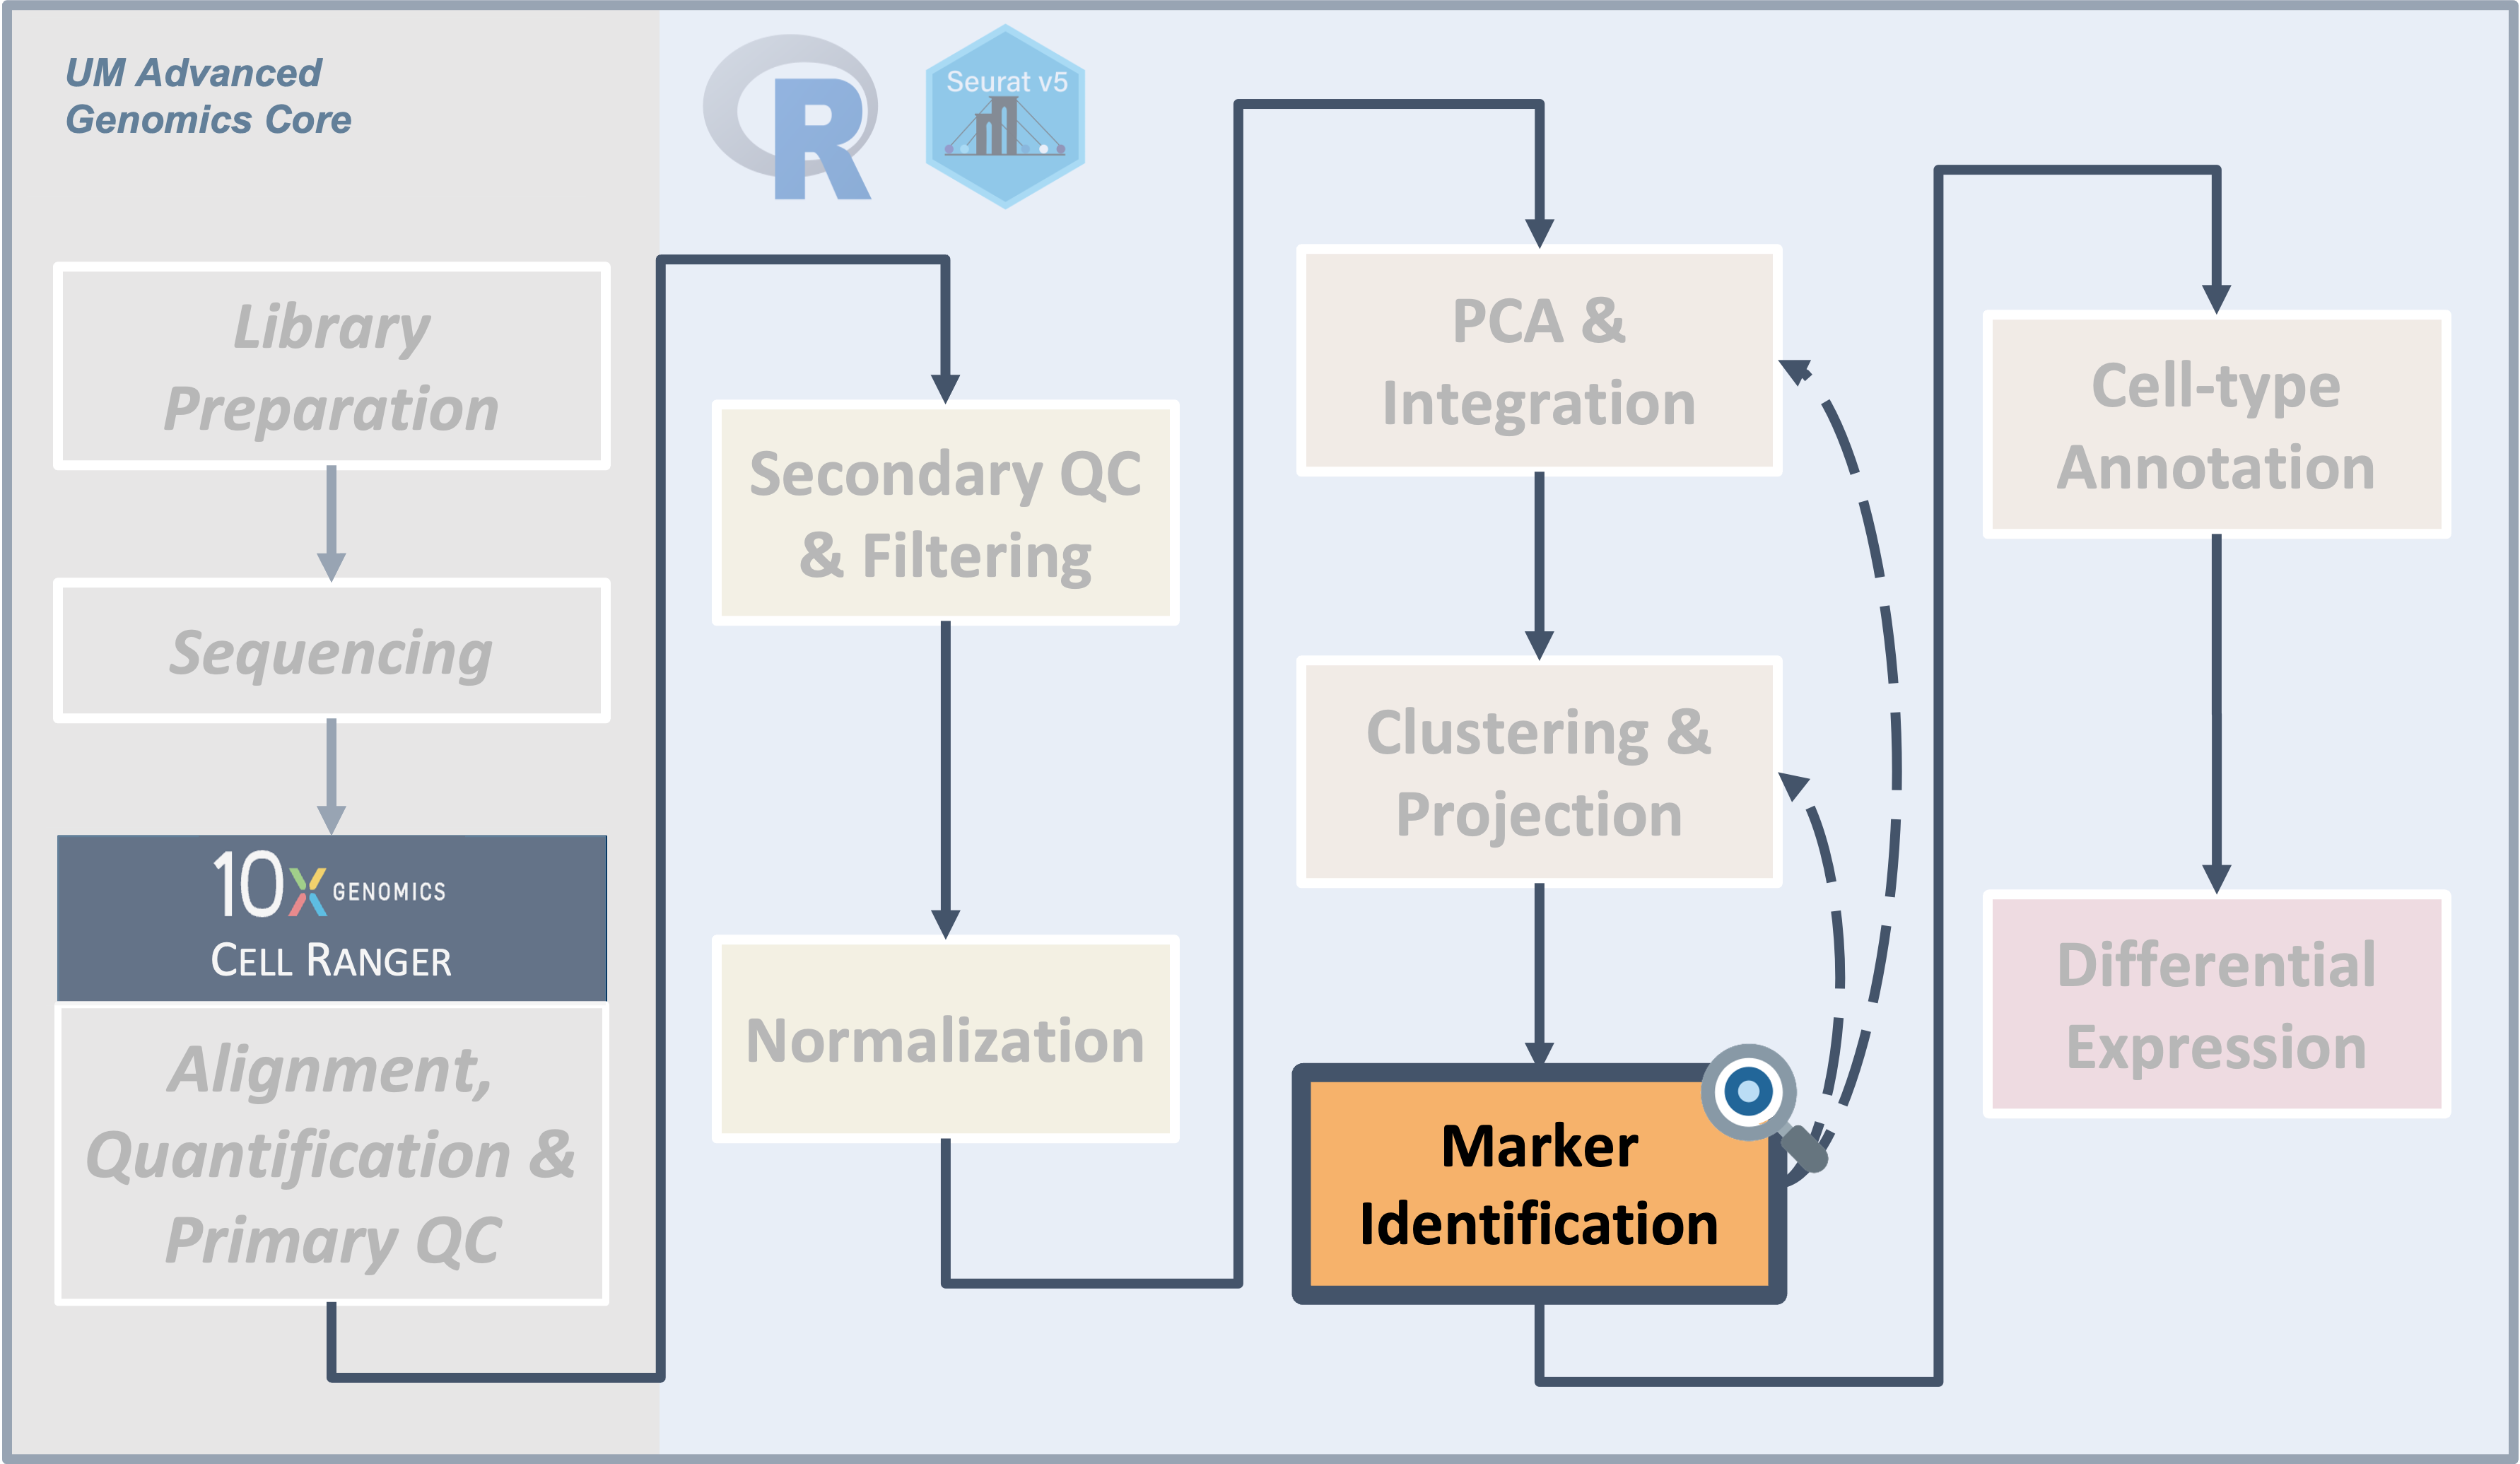 UM Advanced
Genomics Core
Library
Preparation
Sequencing
10x GENOMICS
CELL RANGER
Alignment,
Quantification &
Primary QC
R
Seurat v5
Secondary QC
& Filtering
Normalization
PCA &
Integration
Clustering &
Projection
Marker
Identification
Cell-type
Annotation
Differential
Expression